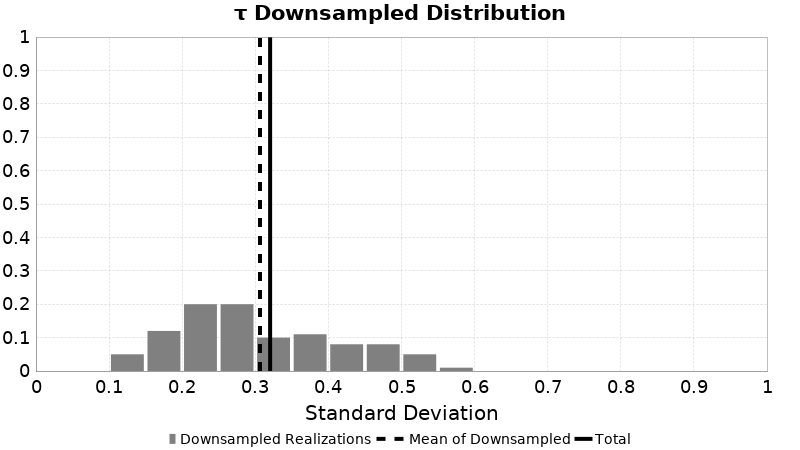 τ Downsampled Distribution
1
0.9
0.8
0.7
0.6
0.5
0.4
0.3
0.2
0.1
0
0 0.1 0.2 0.3 0.4 0.5 0.6 0.7 0.8 0.9 1
Standard Deviation
Downsampled Realizations Mean of Downsampled Total